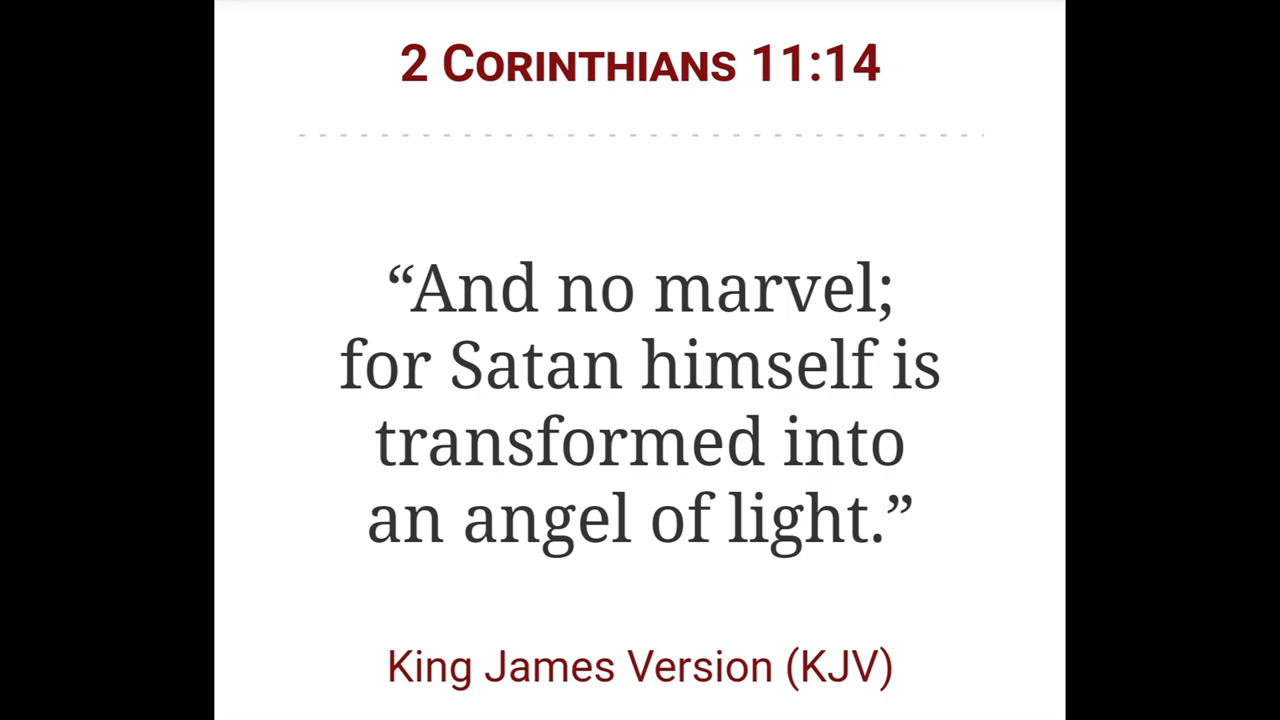 2 Corinthians 11:14
“And no marvel;
for Satan himself is
transformed into
an angel of light.”
King James Version (KJV)